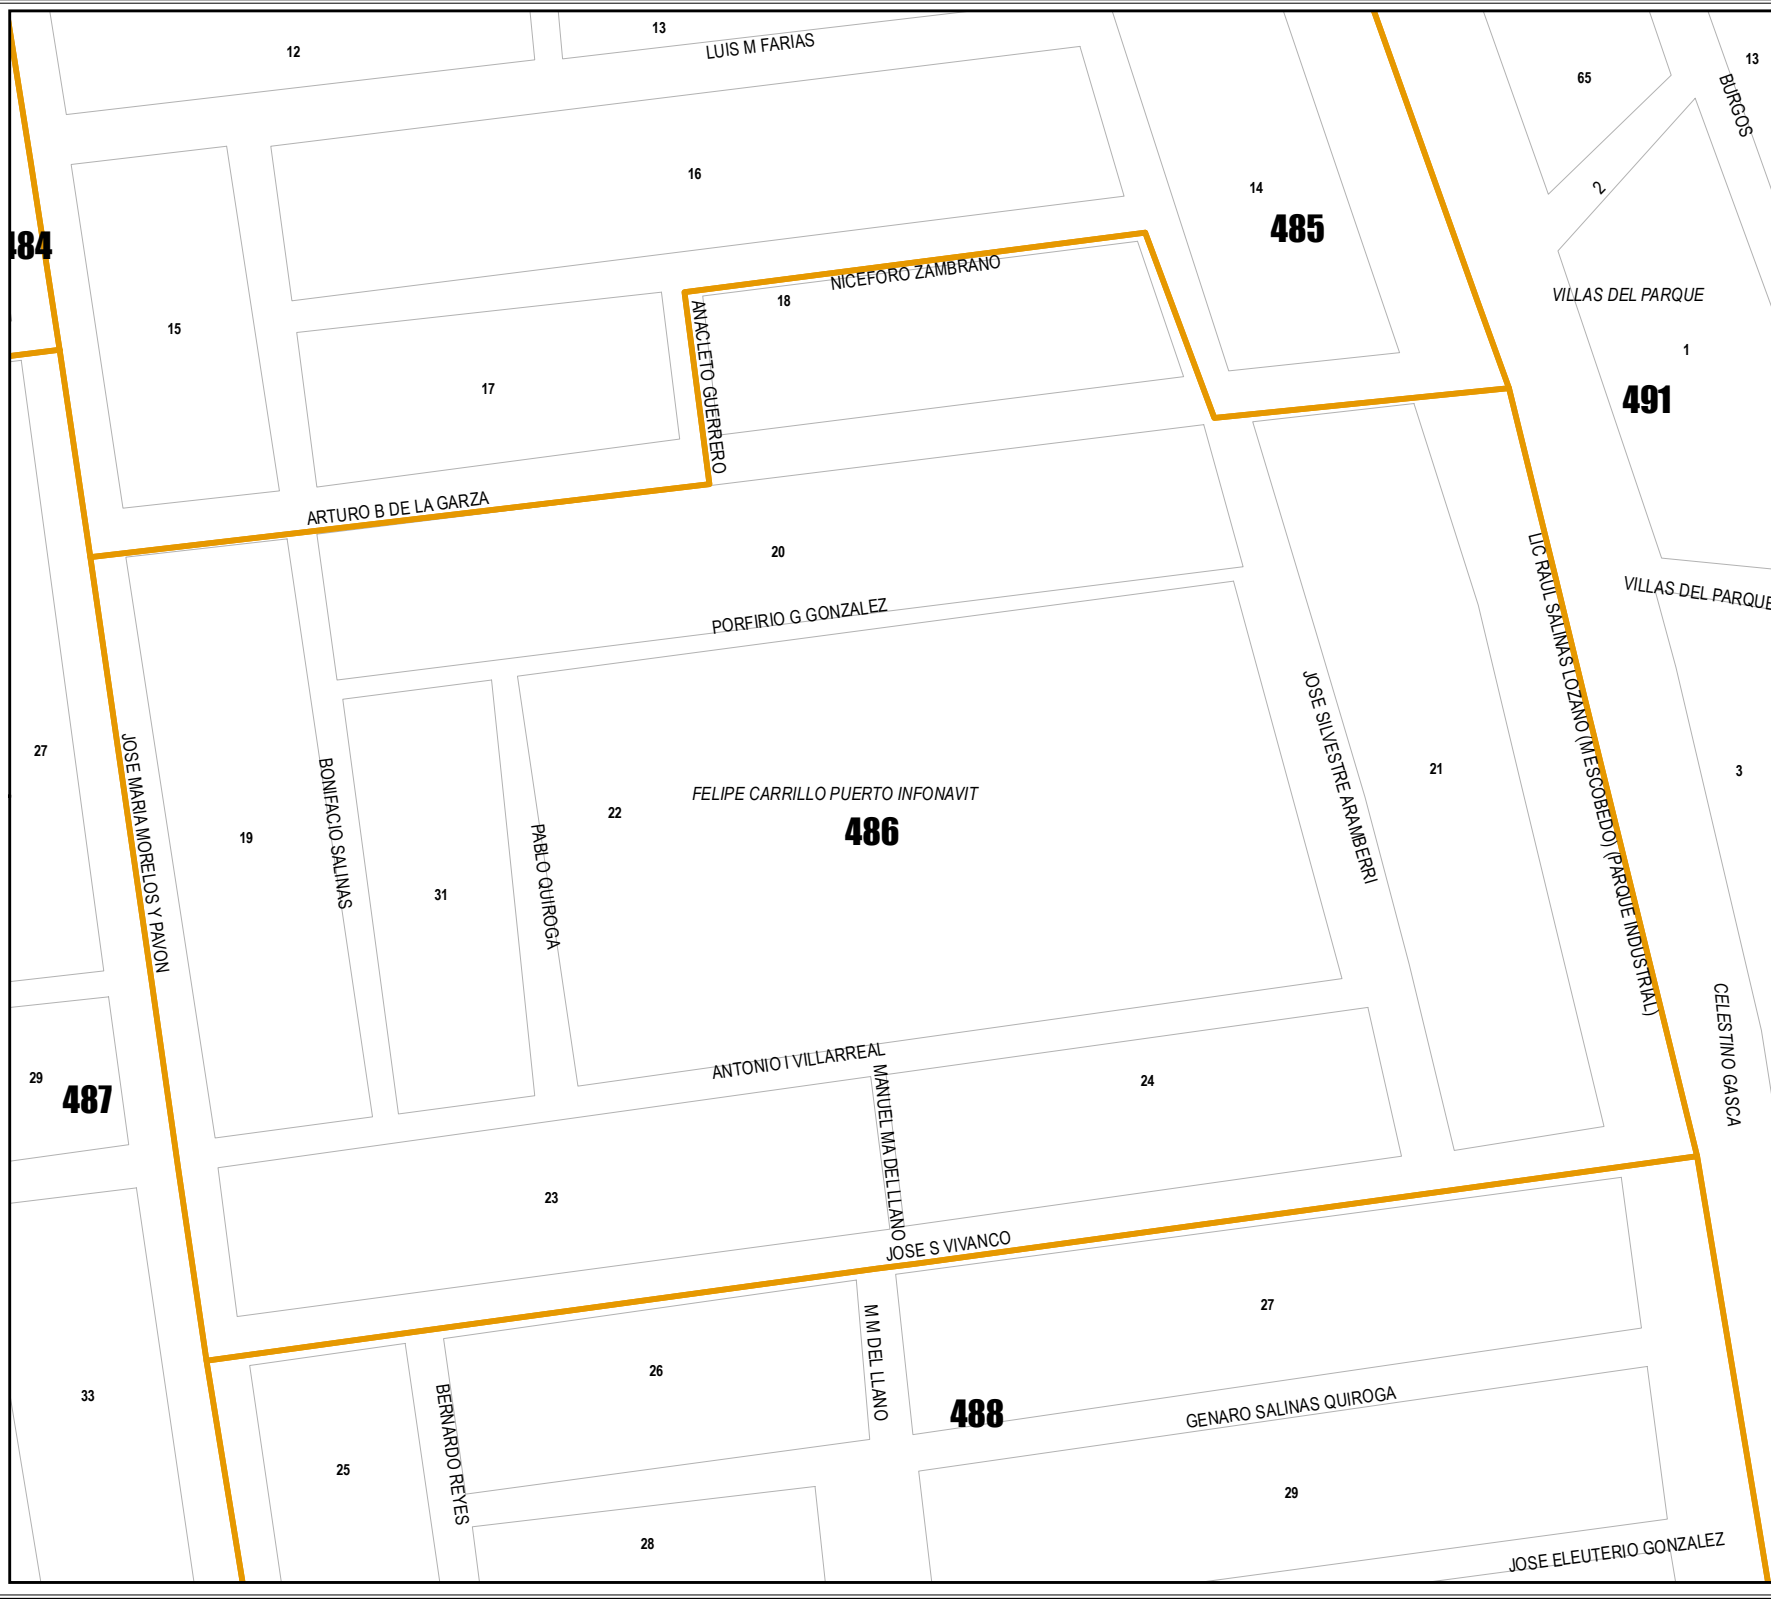 12
13
LUIS M FARIAS
13
65
BURGOS
16
14
2
485
484
NICEFORO ZAMBRANO
18
VILLAS DEL PARQUE
15
ANACLETO GUERRERO
1
17
491
ARTURO B DE LA GARZA
20
LIC RAUL SALINAS LOZANO (M ESCOBEDO) (PARQUE INDUSTRIAL)
VILLAS DEL PARQUE
PORFIRIO G GONZALEZ
JOSE SILVESTRE ARAMBERRI
27
JOSE MARIA MORELOS Y PAVON
BONIFACIO SALINAS
21
3
FELIPE CARRILLO PUERTO INFONAVIT
22
486
19
PABLO QUIROGA
31
CELESTINO GASCA
ANTONIO I VILLARREAL
29
487
MANUEL MA DEL LLANO
24
23
JOSE S VIVANCO
27
M M DEL LLANO
26
33
BERNARDO REYES
488
GENARO SALINAS QUIROGA
25
29
28
JOSE ELEUTERIO GONZALEZ